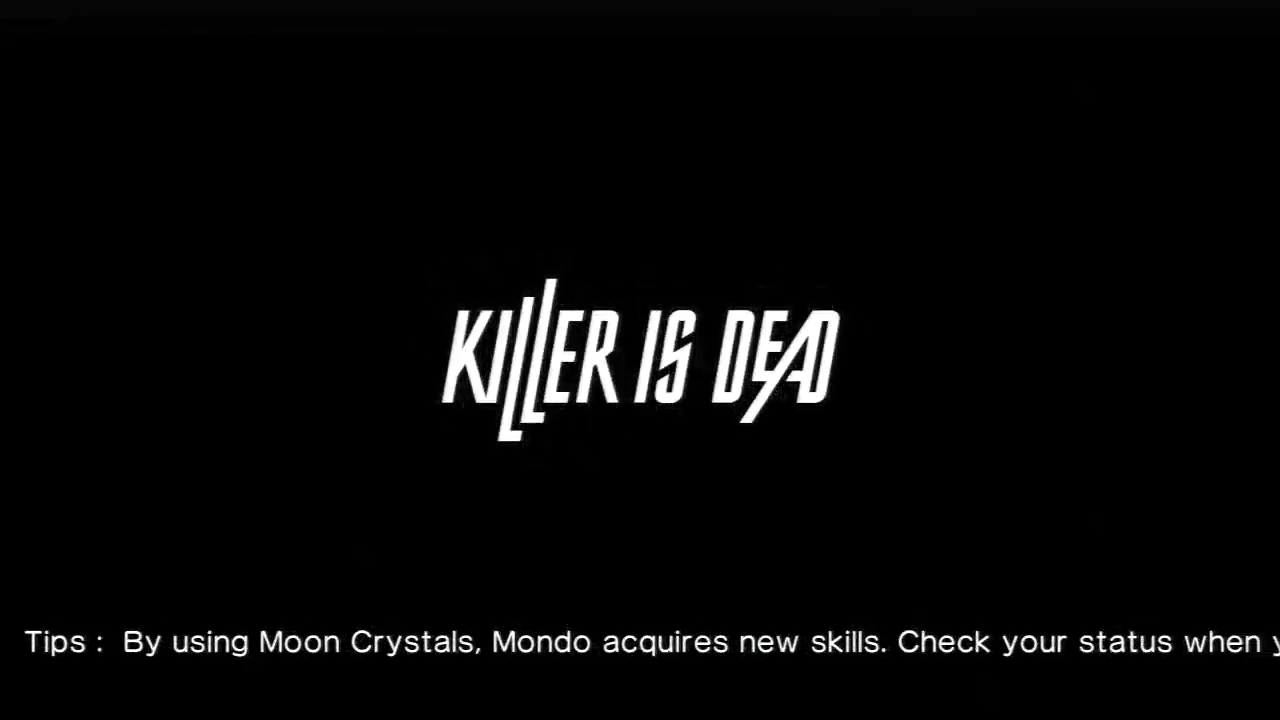 KILLER IS DEAD
Tips : By using Moon Crystals, Mondo acquires new skills. Check your status when